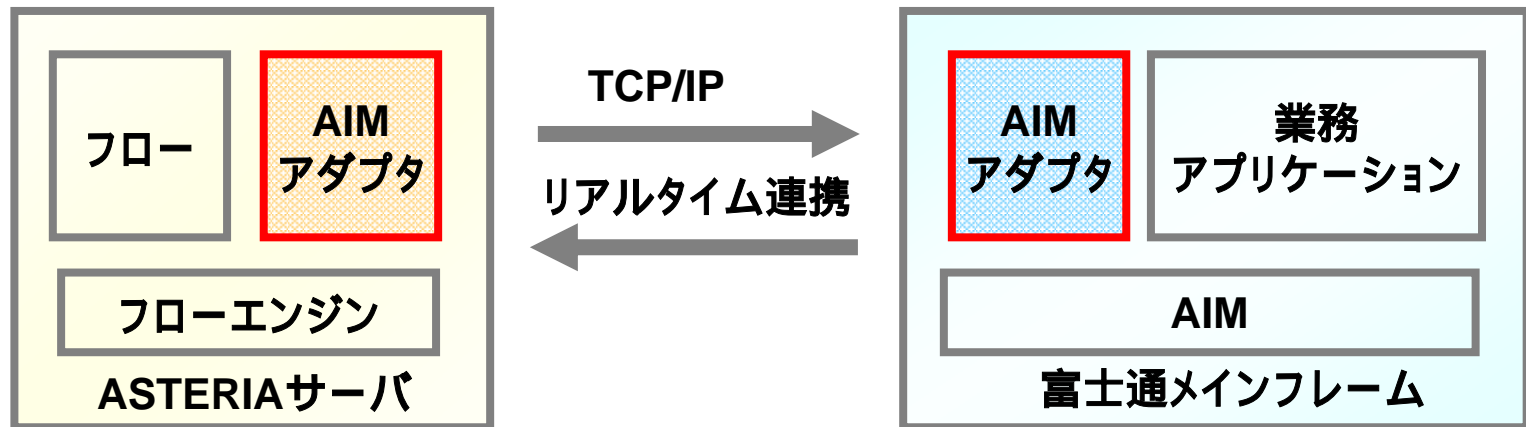 フロー
AIM
アダプタ
フローエンジン
ASTERIAサーバ
TCP/IP
リアルタイム連携
AIM
アダプタ
業務
アプリケーション
AIM
富士通メインフレーム